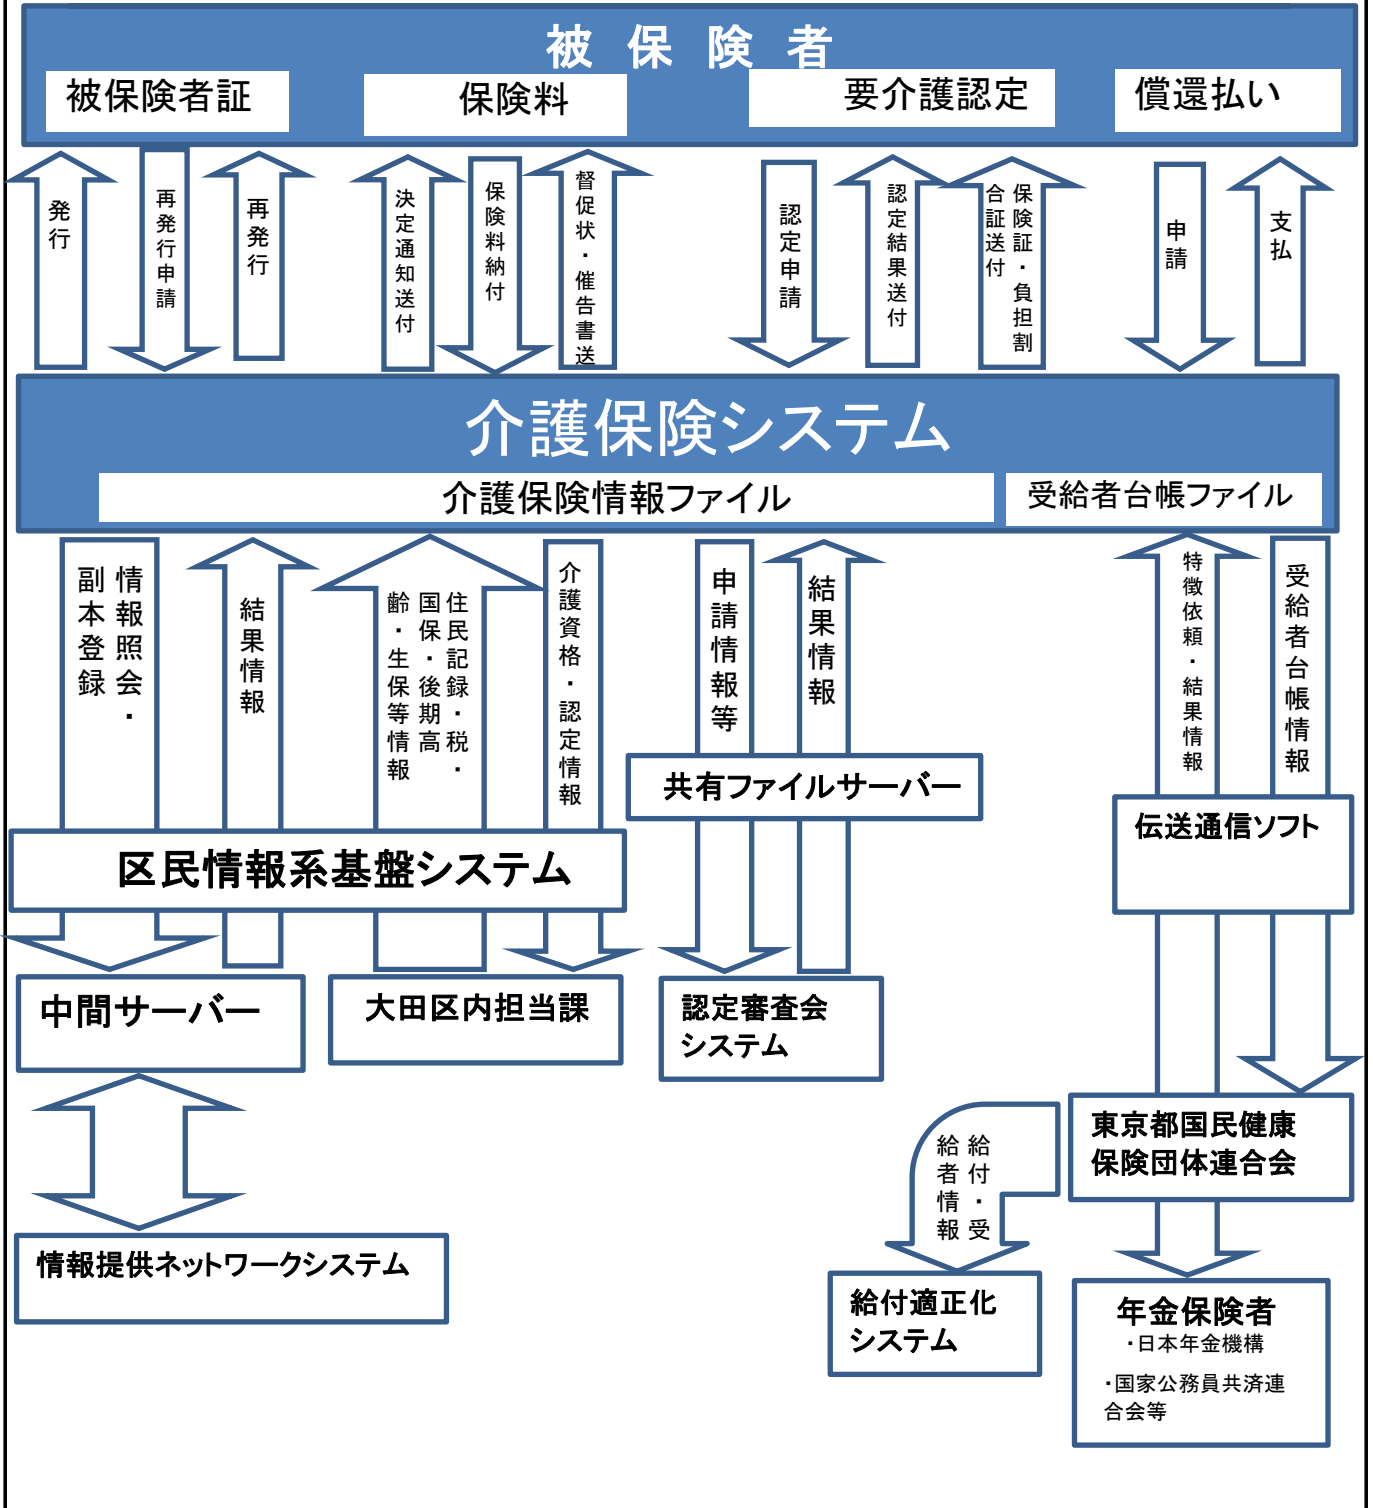 被 保 険 者
被保険者証
保険料
要介護認定
償還払い
発行
再発行申請
再発行
決定通知送付
保険料納付
督促状・催告書送
認定申請
認定結果送付
保険証・負担割
合証送付
申請
支払
介護保険システム
介護保険情報ファイル
受給者台帳ファイル
情報照会・
副本登録
結果情報
住民記録・税・
国保・後期高
齢・生保等情報
介護資格・認定情報
申請情報等
結果情報
特徴依頼・結果情報
受給者台帳情報
共有ファイルサーバー
伝送通信ソフト
区民情報系基盤システム
中間サーバー
大田区内担当課
認定審査会
システム
東京都国民健康
保険団体連合会
給付・受
給者情報
情報提供ネットワークシステム
給付適正化
システム
年金保険者
・日本年金機構
・国家公務員共済連
合会等